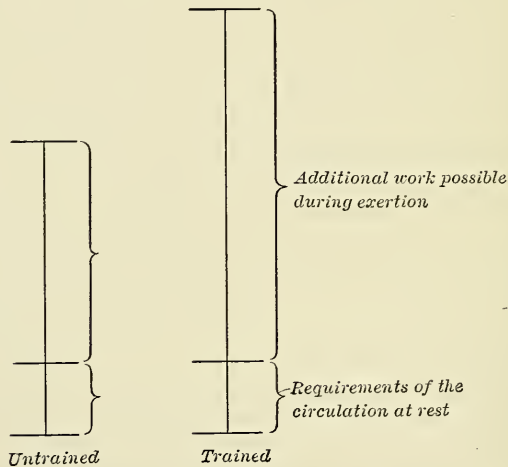 Additional work possible
during exertion
Requirements of the
circulation at rest
Untrained
Trained